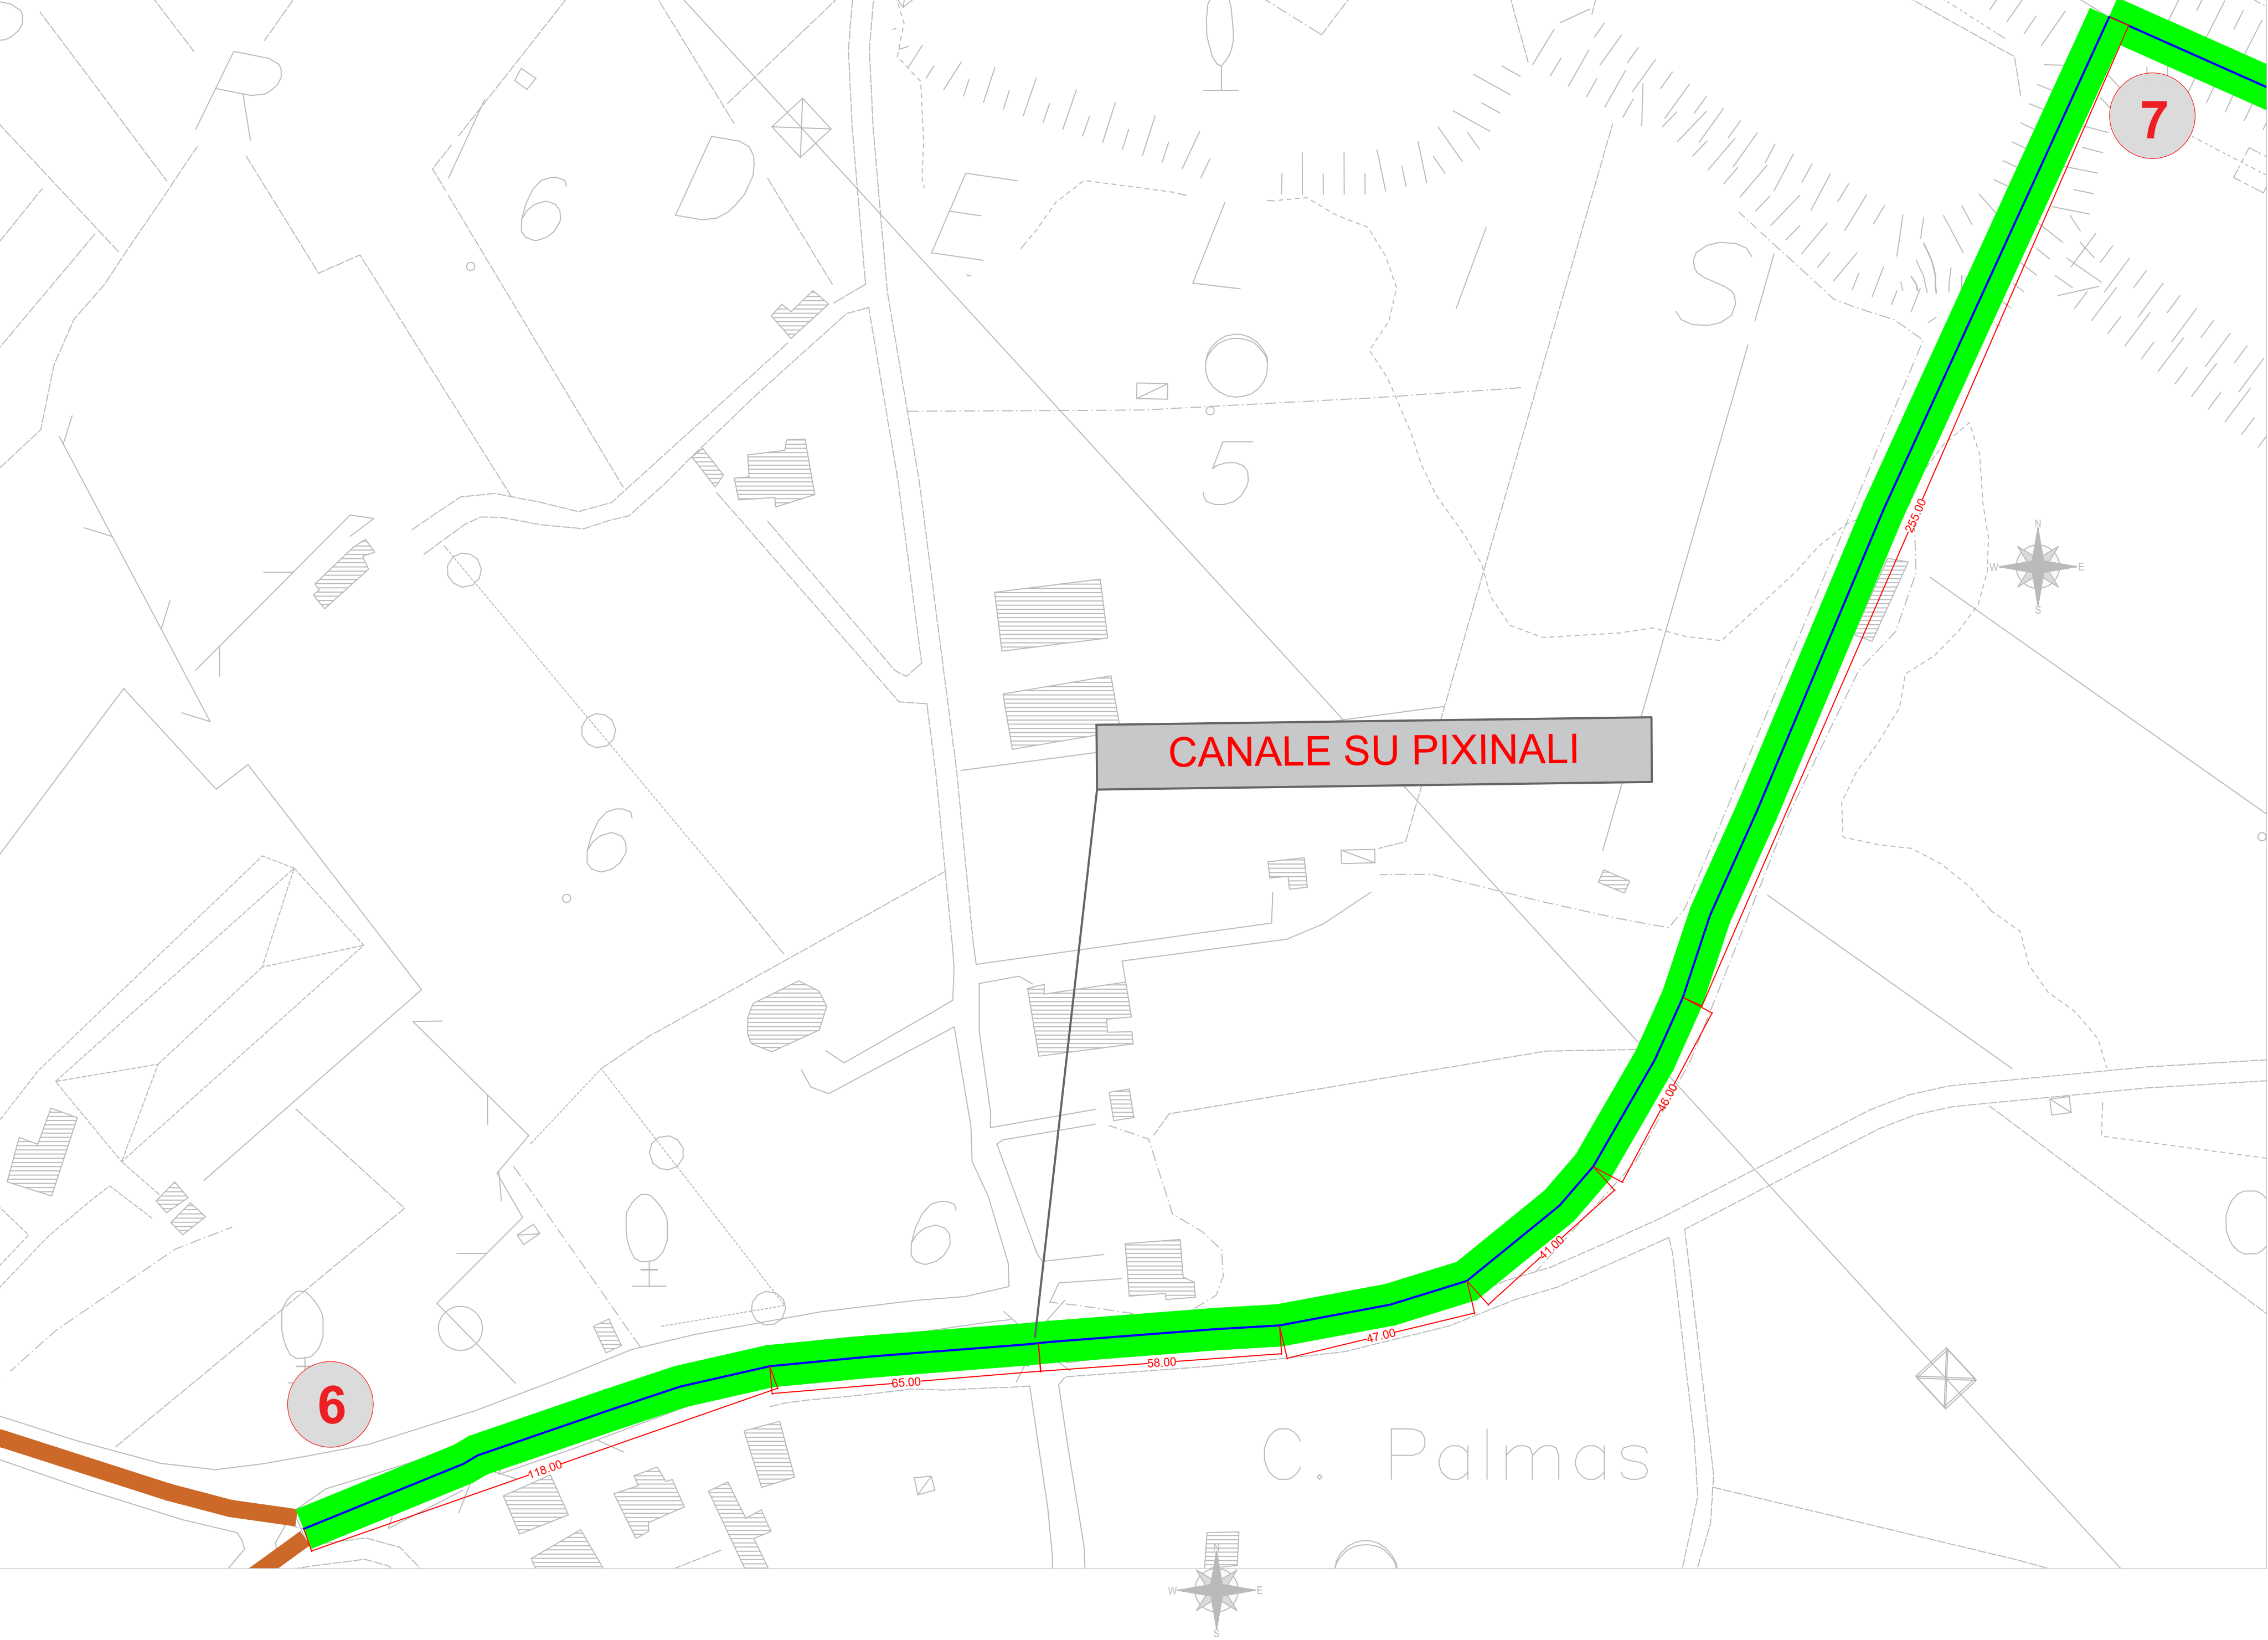 7
6
E
L
I
S
5
255.00
N
W E
S
CANALE SU PIXINALI
6
46.00
6
41.00
47.00
58.00
65.00
6
118.00
C. Palmas
N
W E
S